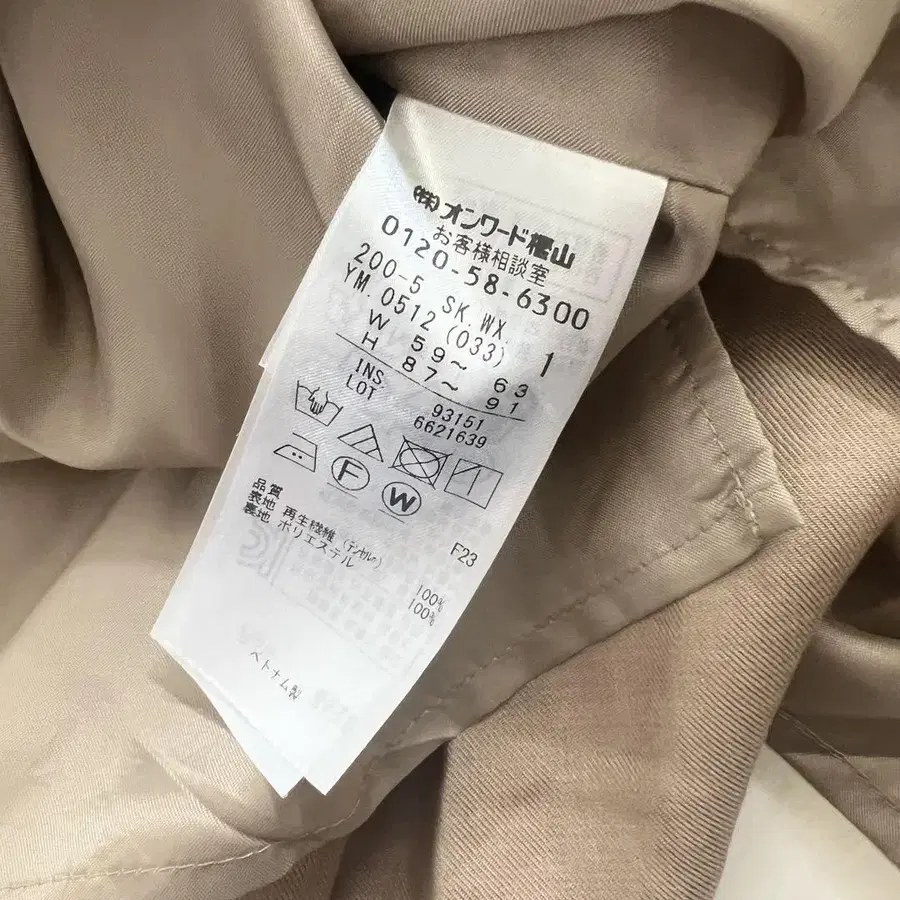 (株)オンワード樫山
お客様相談室
0120-58-6300
200-5 SK.WX.
YM.0512(033) 1
W 59~ 63
H 87~ 91
INS. 93151
LOT 6621639
F W
F23
品質
表地 再生繊維(テンセル®) 100%
裏地 ポリエステル 100%
ベトナム製